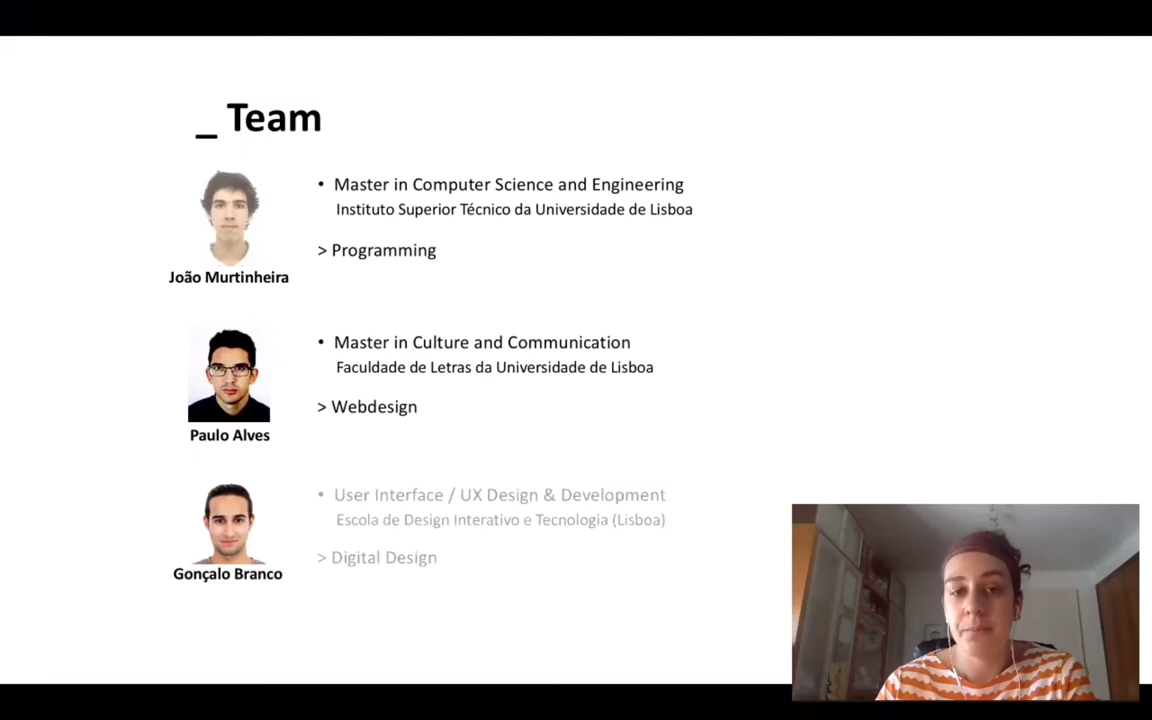 _ Team
• Master in Computer Science and Engineering
Instituto Superior Técnico da Universidade de Lisboa
> Programming
João Murtinheira
• Master in Culture and Communication
Faculdade de Letras da Universidade de Lisboa
> Webdesign
Paulo Alves
• User Interface / UX Design & Development
Escola de Design Interativo e Tecnologia (Lisboa)
> Digital Design
Gonçalo Branco